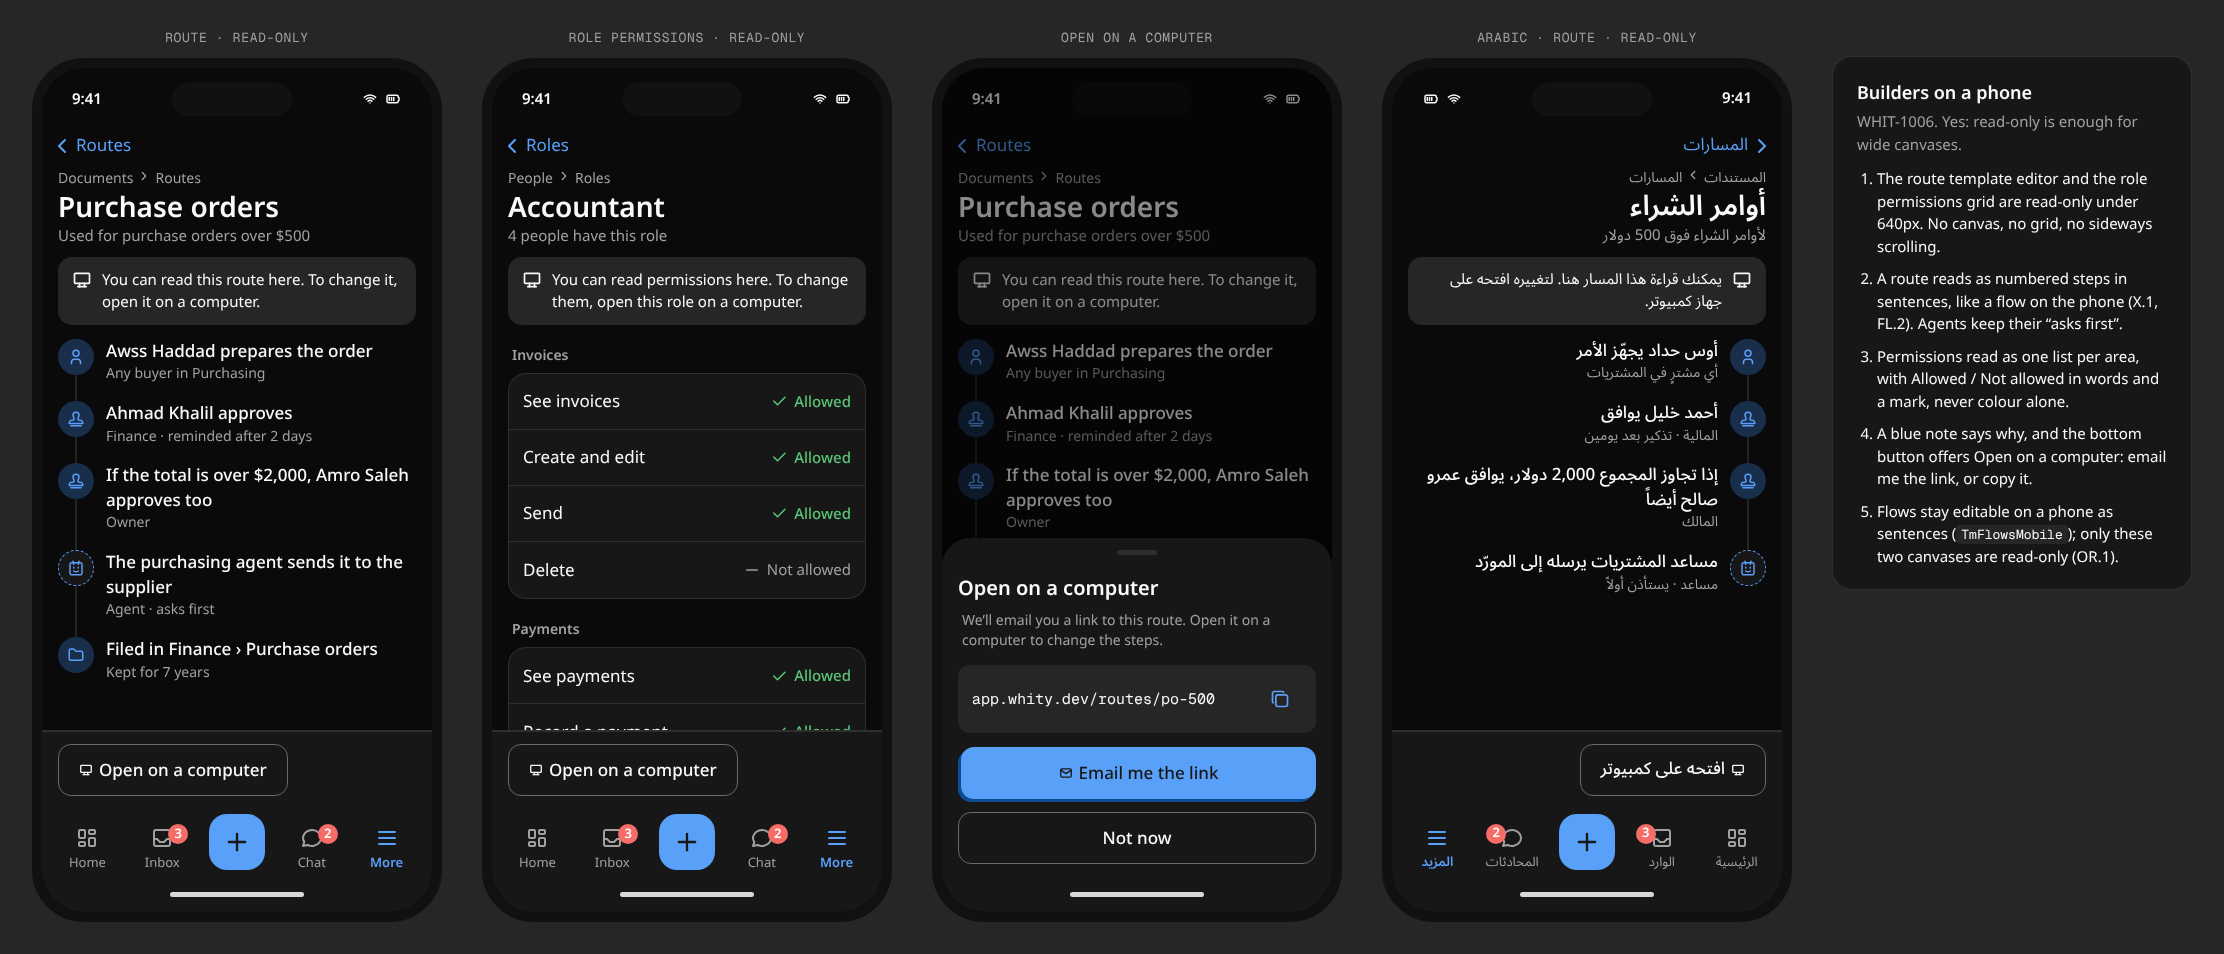 ROUTE · READ-ONLY
9:41
Routes
Documents › Routes
Purchase orders
Used for purchase orders over $500
You can read this route here. To change it,
open it on a computer.
Awss Haddad prepares the order
Any buyer in Purchasing
Ahmad Khalil approves
Finance · reminded after 2 days
If the total is over $2,000, Amro Saleh
approves too
Owner
The purchasing agent sends it to the
supplier
Agent · asks first
Filed in Finance › Purchase orders
Kept for 7 years
Open on a computer
Home
Inbox 3
Chat 2
More
ROLE PERMISSIONS · READ-ONLY
9:41
Roles
People › Roles
Accountant
4 people have this role
You can read permissions here. To change
them, open this role on a computer.
Invoices
See invoices Allowed
Create and edit Allowed
Send Allowed
Delete Not allowed
Payments
See payments Allowed
Record a payment Allowed
Open on a computer
Home
Inbox 3
Chat 2
More
OPEN ON A COMPUTER
9:41
Routes
Documents › Routes
Purchase orders
Used for purchase orders over $500
You can read this route here. To change it,
open it on a computer.
Awss Haddad prepares the order
Any buyer in Purchasing
Ahmad Khalil approves
Finance · reminded after 2 days
If the total is over $2,000, Amro Saleh
approves too
Owner
Open on a computer
We'll email you a link to this route. Open it on a
computer to change the steps.
app.whity.dev/routes/po-500
Email me the link
Not now
ARABIC · ROUTE · READ-ONLY
9:41
المسارات
المستندات › المسارات
أوامر الشراء
لأوامر الشراء فوق 500 دولار
يمكنك قراءة هذا المسار هنا. لتغييره افتحه على
جهاز كمبيوتر.
أوس حداد يجهّز الأمر
أي مشترٍ في المشتريات
أحمد خليل يوافق
المالية · تذكير بعد يومين
إذا تجاوز المجموع 2,000 دولار، يوافق عمرو
صالح أيضاً
المالك
مساعد المشتريات يرسله إلى المورّد
مساعد · يستأذن أولاً
افتحه على كمبيوتر
الرئيسية
الوارد 3
المحادثات 2
المزيد
Builders on a phone
WHIT-1006. Yes: read-only is enough for
wide canvases.
1. The route template editor and the role
permissions grid are read-only under
640px. No canvas, no grid, no sideways
scrolling.
2. A route reads as numbered steps in
sentences, like a flow on the phone (X.1,
FL.2). Agents keep their “asks first”.
3. Permissions read as one list per area,
with Allowed / Not allowed in words and
a mark, never colour alone.
4. A blue note says why, and the bottom
button offers Open on a computer: email
me the link, or copy it.
5. Flows stay editable on a phone as
sentences ( TmFlowsMobile ); only these
two canvases are read-only (OR.1).